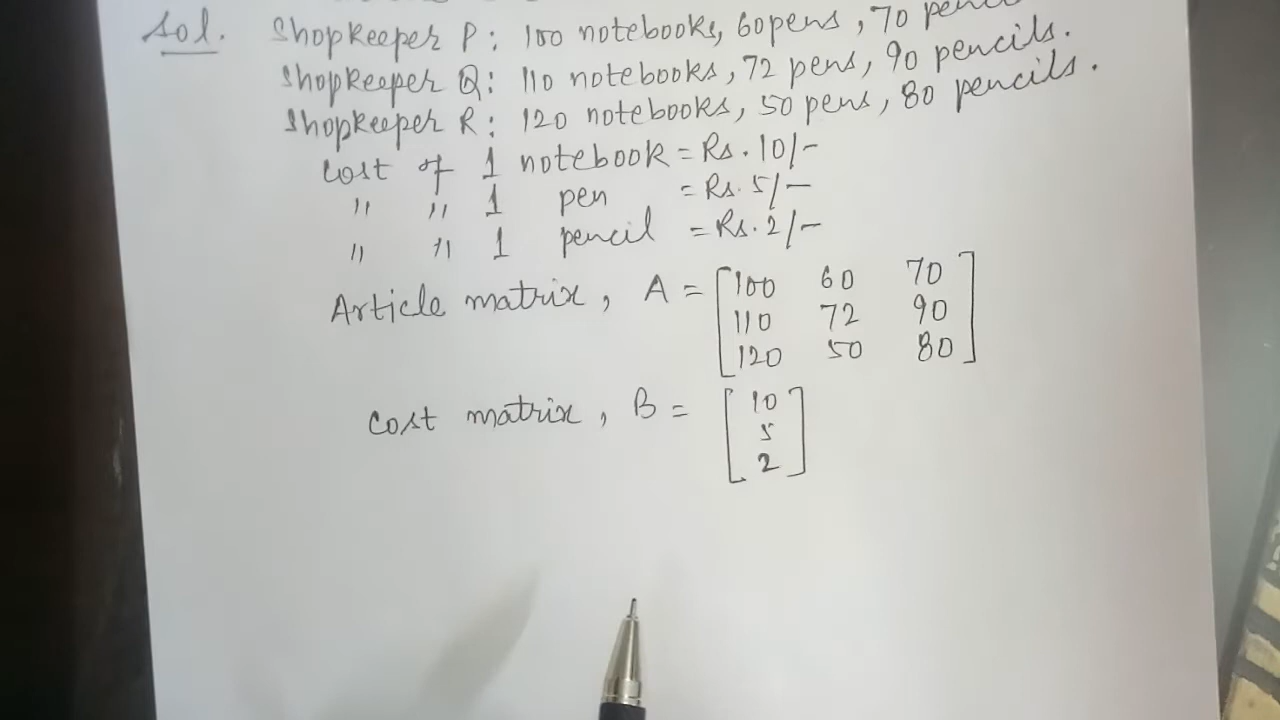 Sol. Shopkeeper P: 100 notebooks, 60 pens, 70
Shopkeeper Q: 110 notebooks, 72 pens, 90 pencils.
Shopkeeper R: 120 notebooks, 50 pens, 80 pencils.
Cost of 1 notebook = Rs. 10/-
" " 1 pen = Rs. 5/-
" " 1 pencil = Rs. 2/-
Article matrix, A = [100 60 70
110 72 90
120 50 80]
Cost matrix, B = [10
5
2]